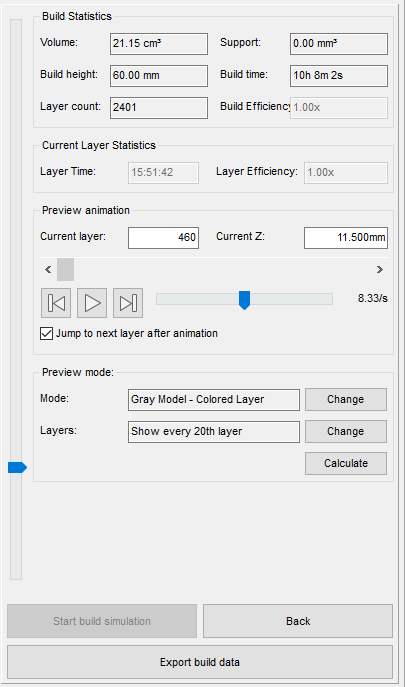 Build Statistics
Volume: 21.15 cm³ Support: 0.00 mm³
Build height: 60.00 mm Build time: 10h 8m 2s
Layer count: 2401 Build Efficiency 1.00x
Current Layer Statistics
Layer Time: 15:51:42 Layer Efficiency: 1.00x
Preview animation
Current layer: 460 Current Z: 11.500mm
8.33/s
Jump to next layer after animation
Preview mode:
Mode: Gray Model - Colored Layer Change
Layers: Show every 20th layer Change
Calculate
Start build simulation Back
Export build data